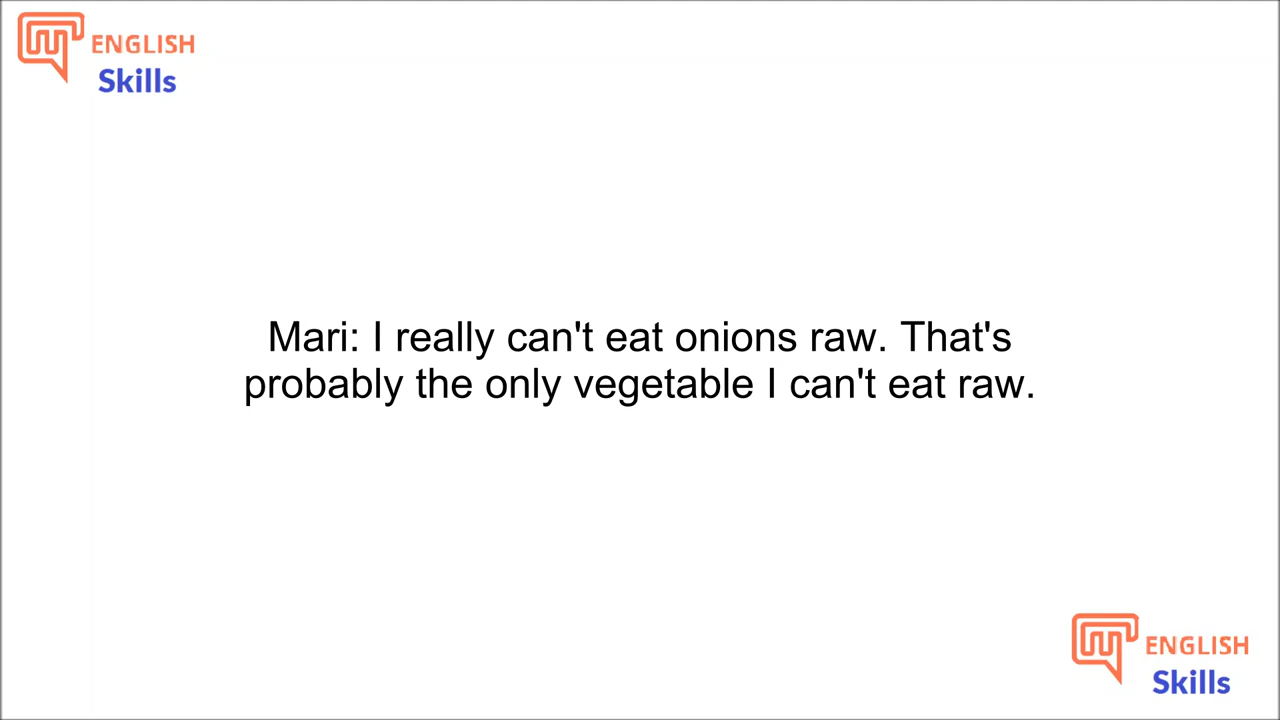 ENGLISH
Skills
Mari: I really can't eat onions raw. That's
probably the only vegetable I can't eat raw.
ENGLISH
Skills